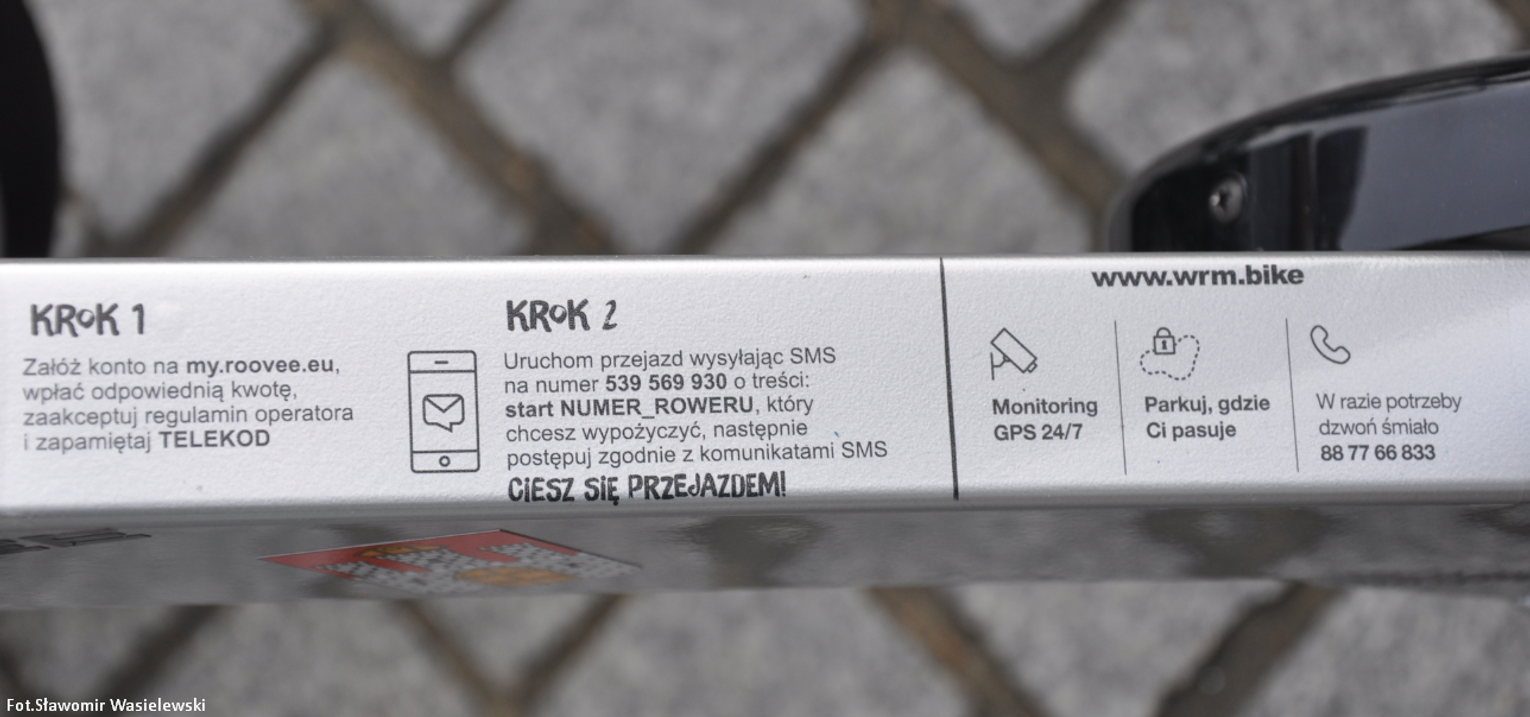 KROK 1
Załóż konto na my.roovee.eu,
wpłać odpowiednią kwotę,
zaakceptuj regulamin operatora
i zapamiętaj TELEKOD
KROK 2
Uruchom przejazd wysyłając SMS
na numer 539 569 930 o treści:
start NUMER_ROWERU, który
chcesz wypożyczyć, następnie
postępuj zgodnie z komunikatami SMS
CIESZ SIĘ PRZEJAZDEM!
www.wrm.bike
Monitoring
GPS 24/7
Parkuj, gdzie
Ci pasuje
W razie potrzeby
dzwoń śmiało
88 77 66 833
Fot.Sławomir Wasielewski